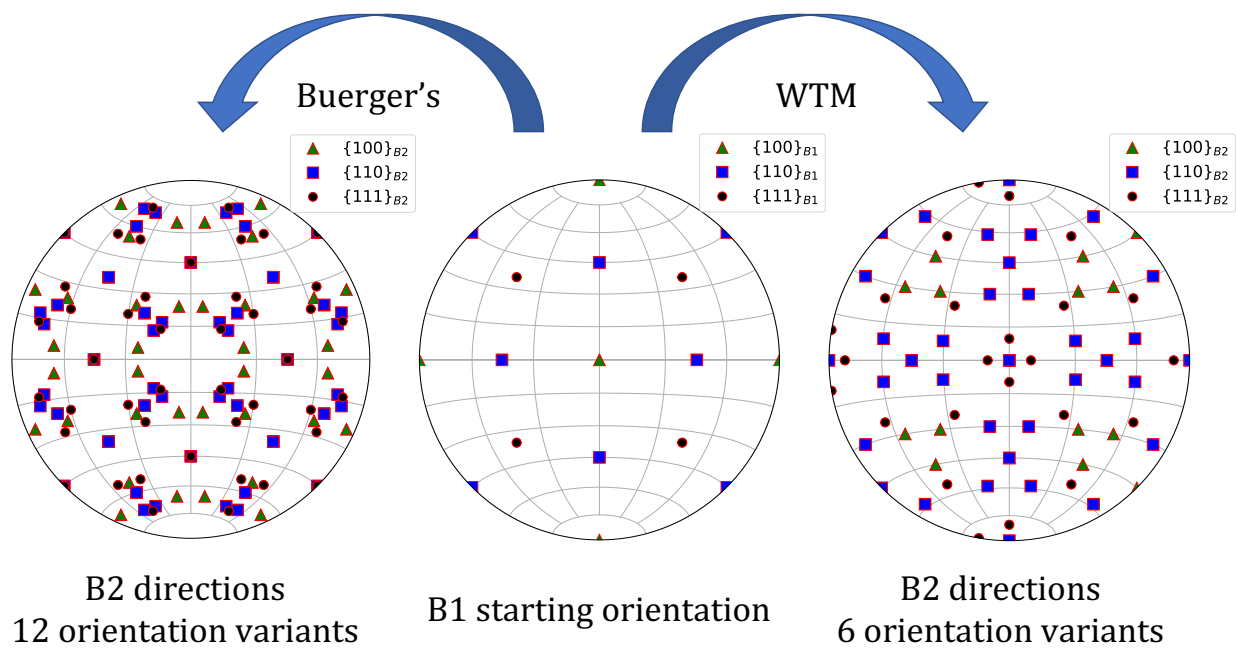 Buerger’s
WTM
{100}B2
{110}B2
{111}B2
{100}B1
{110}B1
{111}B1
{100}B2
{110}B2
{111}B2
B2 directions
12 orientation variants
B1 starting orientation
B2 directions
6 orientation variants